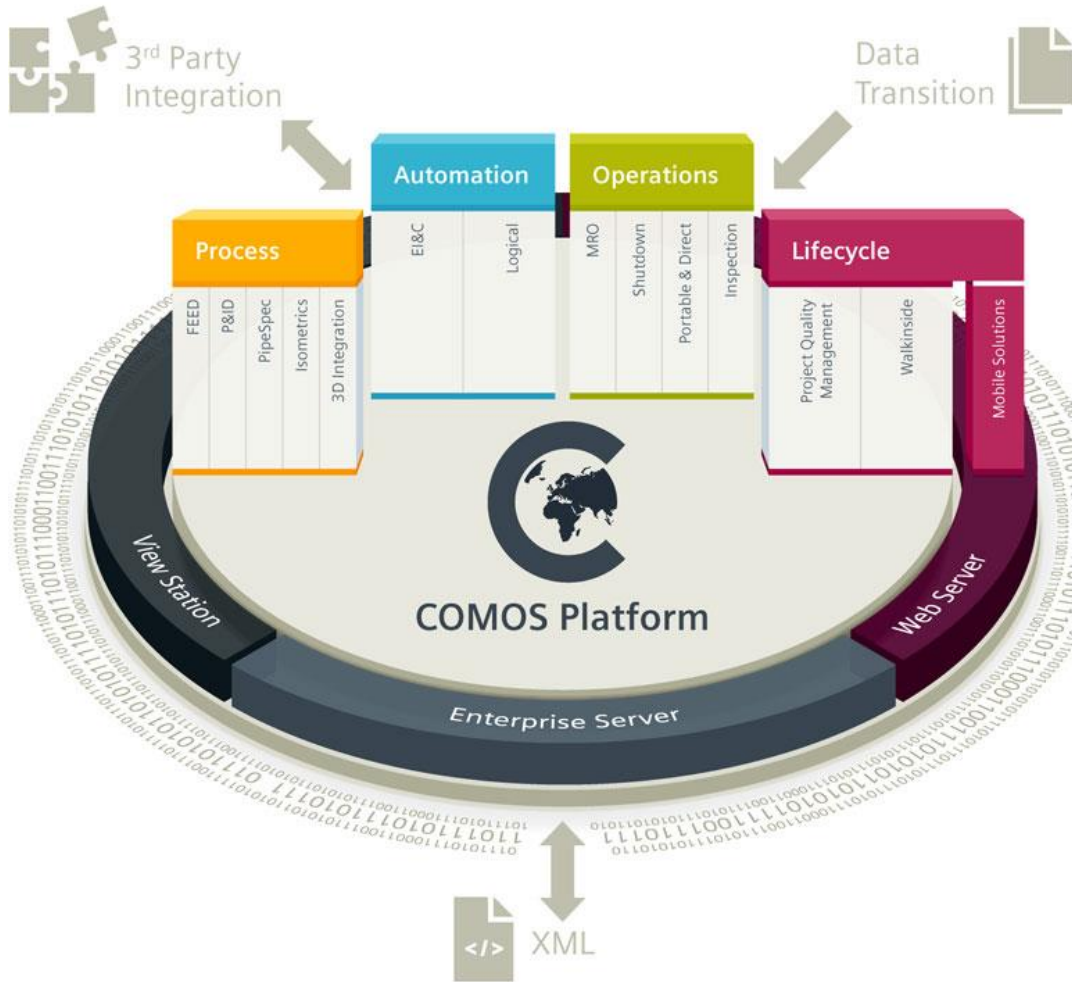 3rd Party
Integration
Data
Transition
Automation
Operations
Process
Lifecycle
FEED
P&ID
PipeSpec
Isometrics
3D Integration
EI&C
Logical
MRO
Shutdown
Portable & Direct
Inspection
Project Quality
Management
Walkinside
Mobile Solutions
COMOS Platform
View Station
Enterprise Server
Web Server
</> XML